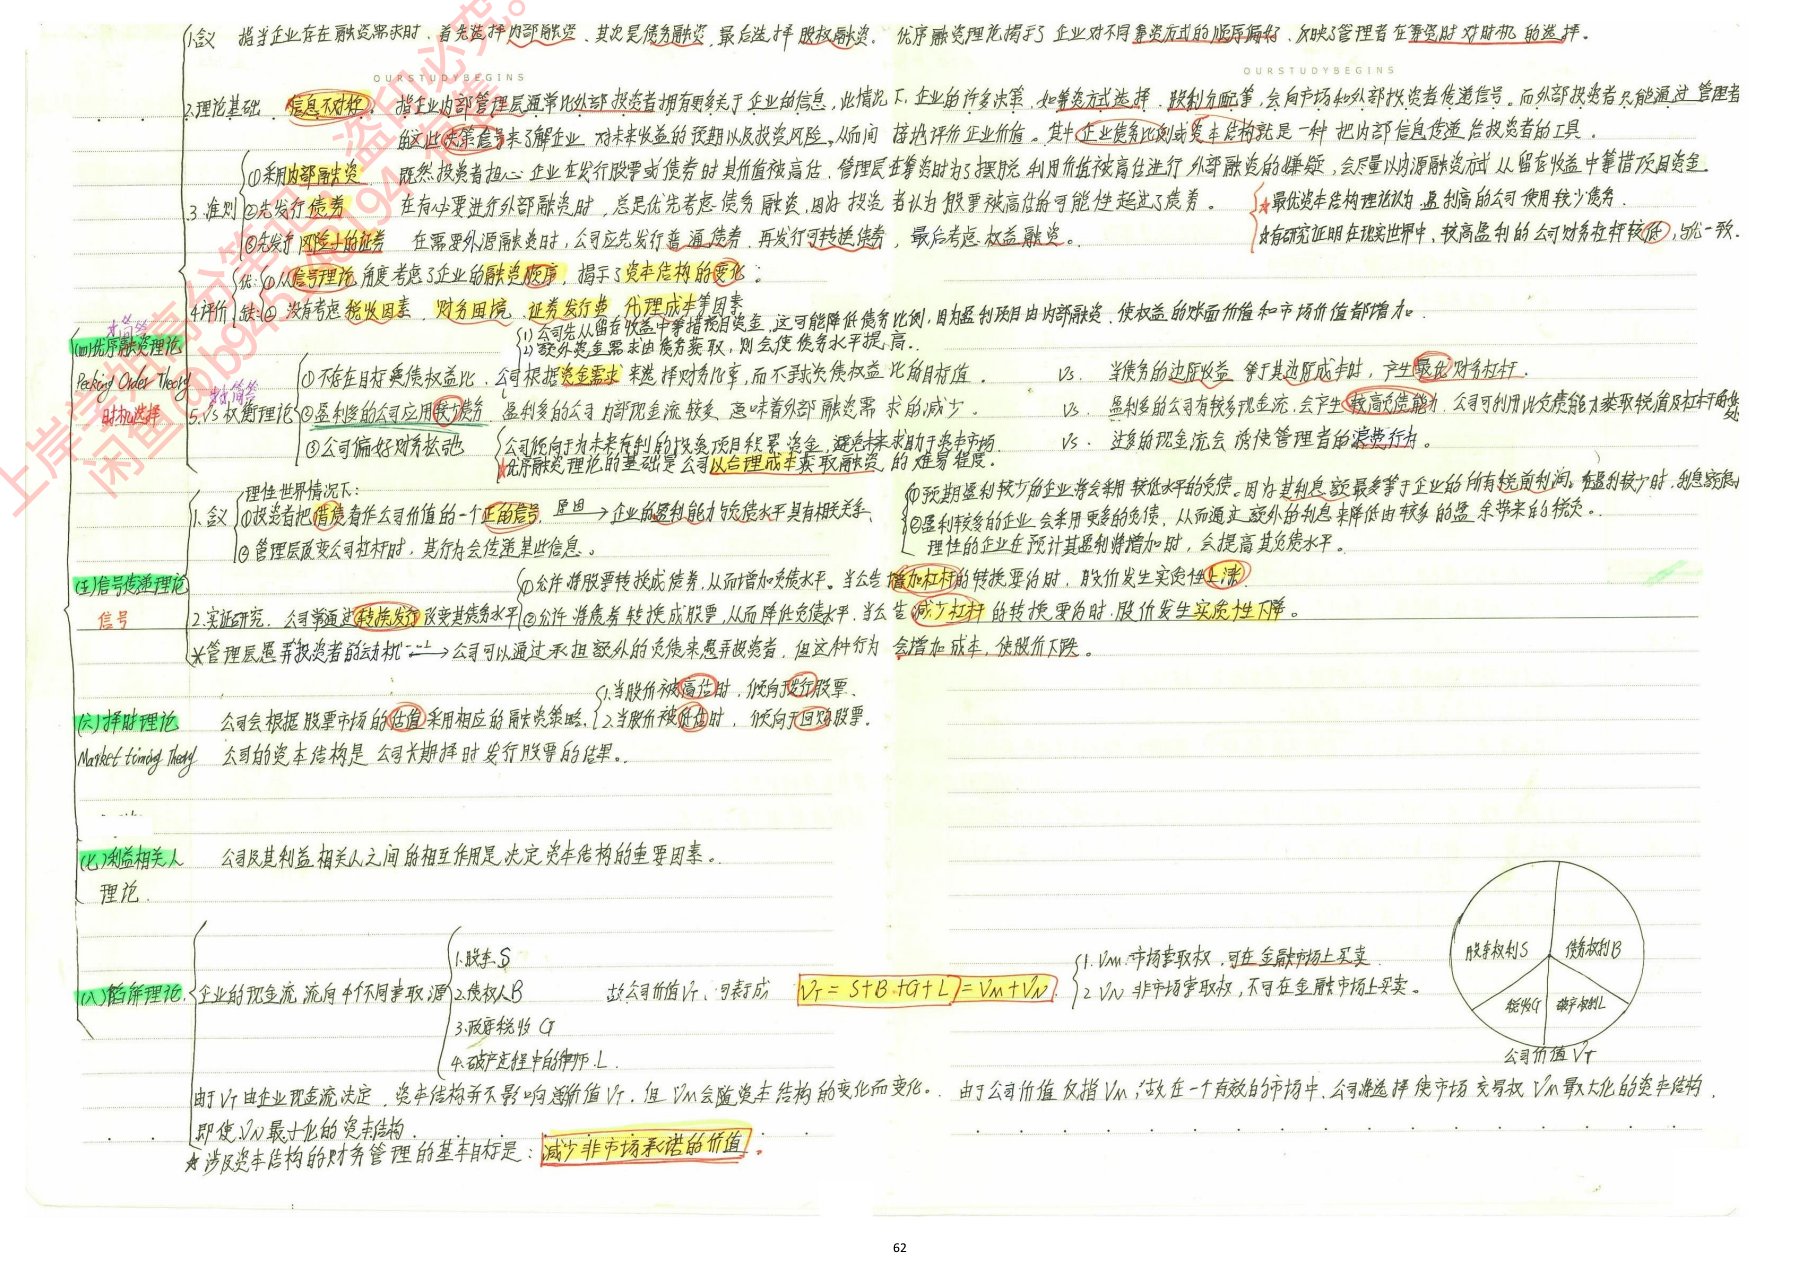 1.含义 指当企业存在融资需求时,首先选择内部融资、其次是债务融资,最后选择股权融资。优序融资理论揭示了企业对不同筹资方式的顺序偏好,反映了管理者在筹资时对时机的选择。
OURSTUDYBEGINS OURSTUDYBEGINS
2.理论基础 信息不对称: 指企业内部管理层通常比外部投资者拥有更多关于企业的信息,此情况下,企业的许多决策,如筹资方式选择、股利分配等,会向市场和外部投资者传递信号。而外部投资者只能通过管理者
的这些决策信号来了解企业对未来收益的预期以及投资风险,从而间接地评价企业价值。其中企业债务比例或资本结构就是一种把内部信息传递给投资者的工具。
3.准则
①采用内部融资 既然投资者担心企业在发行股票或债券时其价值被高估,管理层在筹资时为了摆脱利用价值被高估进行外部融资的嫌疑,会尽量以内源融资方式从留存收益中筹措项目资金。
②先发行债券 在有必要进行外部融资时,总是优先考虑债务融资,因为投资者认为股票被高估的可能性超过了债券。
★最优资本结构理论认为盈利高的公司使用较少债务.
③先发行风险小的证券 在需要外源融资时,公司应先发行普通债券,再发行可转换债券,最后考虑权益融资。
☆有研究证明在现实世界中,较高盈利的公司财务杠杆较低,与优一致.
4.评价
优:①从信号理论角度考虑了企业的融资顺序,揭示了资本结构的变化;
缺:② 没有考虑税收因素、财务困境、证券发行费、代理成本等因素
(四)优序融资理论
Pecking Order Theory
时机选择
5.Vs 权衡理论
1)公司先从留存收益中筹措项目资金,这可能降低债务比例,因为盈利项目由内部融资、使权益的账面价值和市场价值都增加.
2)额外资金需求由债务获取,则会使债务水平提高.
①不存在目标债权权益比,公司根据资金需求来选择财务比率,而不寻求负债权益比的目标值. Vs. 当债务的边际收益等于其边际成本时,产生最优财务杠杆.
②盈利多的公司应用较少债务 盈利多的公司内部现金流较多,意味着外部融资需求的减少. Vs. 盈利多的公司有较多现金流,会产生较高负债能力,公司可利用此负债能力获取税盾及杠杆的好处
③公司偏好财务松弛 公司倾向于为未来有利的投资项目积累资金,避免未来求助于资本市场. Vs. 过多的现金流会诱使管理者的浪费行为。
★优序融资理论的基础是公司以合理成本获取融资的难易程度.
(五)信号传递理论
信号
1.含义
理性世界情况下:
①投资者把借债看作公司价值的一个正的信号, 原因→企业的盈利能力与负债水平具有相关关系.
①预期盈利较少的企业将会采用较低水平的负债。因为其利息额最多等于企业的所有税前利润。
②盈利较多的企业会采用更多的负债,从而通过额外的利息来降低由较多的盈余带来的税负。
理性的企业在预计其盈利将增加时,会提高其负债水平.
② 管理层改变公司杠杆时,其行为会传递某些信息。
2.实证研究. 公司常通过转换发行改变其债务水平
①允许将股票转换成债券,从而增加负债水平。当公告增加杠杆的转换要约时,股价发生实质性上涨.
②允许将债券转换成股票,从而降低负债水平,当公告减少杠杆的转换要约时,股价发生实质性下降。
*管理层愚弄投资者的动机 → 公司可以通过承担额外的负债来愚弄投资者,但这种行为会增加成本,使股价下跌。
(六)择时理论
Market timing Theory
公司会根据股票市场的估值采用相应的融资策略.
1.当股价被高估时,倾向于发行股票、
2.当股价被低估时,倾向于回购股票.
公司的资本结构是公司长期择时发行股票的结果.
(七)利益相关人
理论.
公司及其利益相关人之间的相互作用是决定资本结构的重要因素。
(八)馅饼理论
企业的现金流流向4个不同索取源
1.股东S
2.债权人B
3.政府税收 G
4.破产过程中的律师 L.
故公司价值VT,可表成 VT = S+B+G+L = VM+VN
1. VM 市场索取权,可在金融市场上买卖.
2. VN 非市场索取权,不可在金融市场上买卖。
股东权利S
债务权利B
税收G
破产权利L
公司价值 VT
由于VT由企业现金流决定,资本结构并不影响总价值VT.但VM会随资本结构的变化而变化。由于公司价值仅指VM;故在一个有效的市场中,公司将选择使市场交易权VM最大化的资本结构,
即使VN最小化的资本结构.
★涉及资本结构的财务管理的基本目标是: 减少非市场承诺的价值.
上岸学姐高分笔记,盗印必究。
62